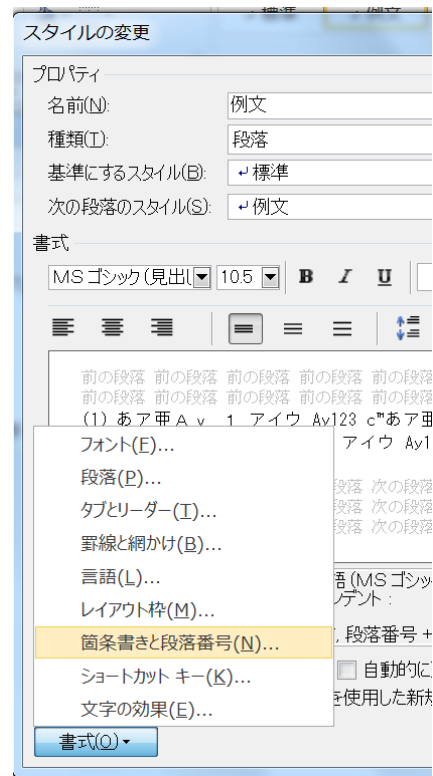 スタイルの変更
プロパティ
名前(N): 例文
種類(T): 段落
基準にするスタイル(B): ↵標準
次の段落のスタイル(S): ↵例文
書式
MS ゴシック (見出し 10.5 B I U
前の段落 前の段落 前の段落 前の段落 前の段落
前の段落 前の段落 前の段落 前の段落 前の段落
(1) あア亜Ａｙ 1 アイウ Ay123 c™あア亜
アイウ Ay1
フォント(F)...
段落(P)...
段落 次の段落
タブとリーダー(T)...
段落 次の段落
段落 次の段落
罫線と網かけ(B)...
言語(L)...
語 (MS ゴシッ
レイアウト枠(M)...
ンデント :
箇条書きと段落番号(N)...
, 段落番号 +
ショートカット キー(K)...
自動的に
文字の効果(E)...
を使用した新規
書式(O)